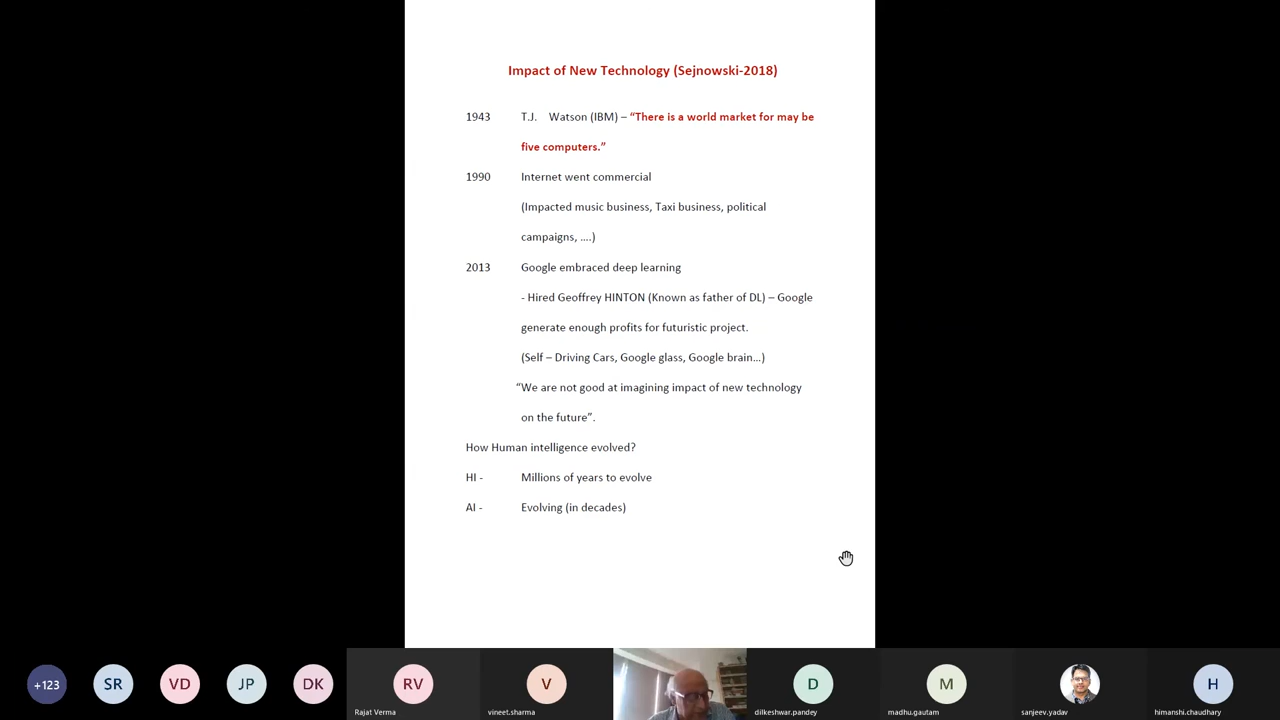 Impact of New Technology (Sejnowski-2018)
1943 T.J. Watson (IBM) – “There is a world market for may be
five computers.”
1990 Internet went commercial
(Impacted music business, Taxi business, political
campaigns, ....)
2013 Google embraced deep learning
- Hired Geoffrey HINTON (Known as father of DL) – Google
generate enough profits for futuristic project.
(Self – Driving Cars, Google glass, Google brain…)
“We are not good at imagining impact of new technology
on the future”.
How Human intelligence evolved?
HI - Millions of years to evolve
AI - Evolving (in decades)
+123 SR VD JP DK RV V D M H
Rajat Verma vineet.sharma dilkeshwar.pandey madhu.gautam sanjeev.yadav himanshi.chaudhary